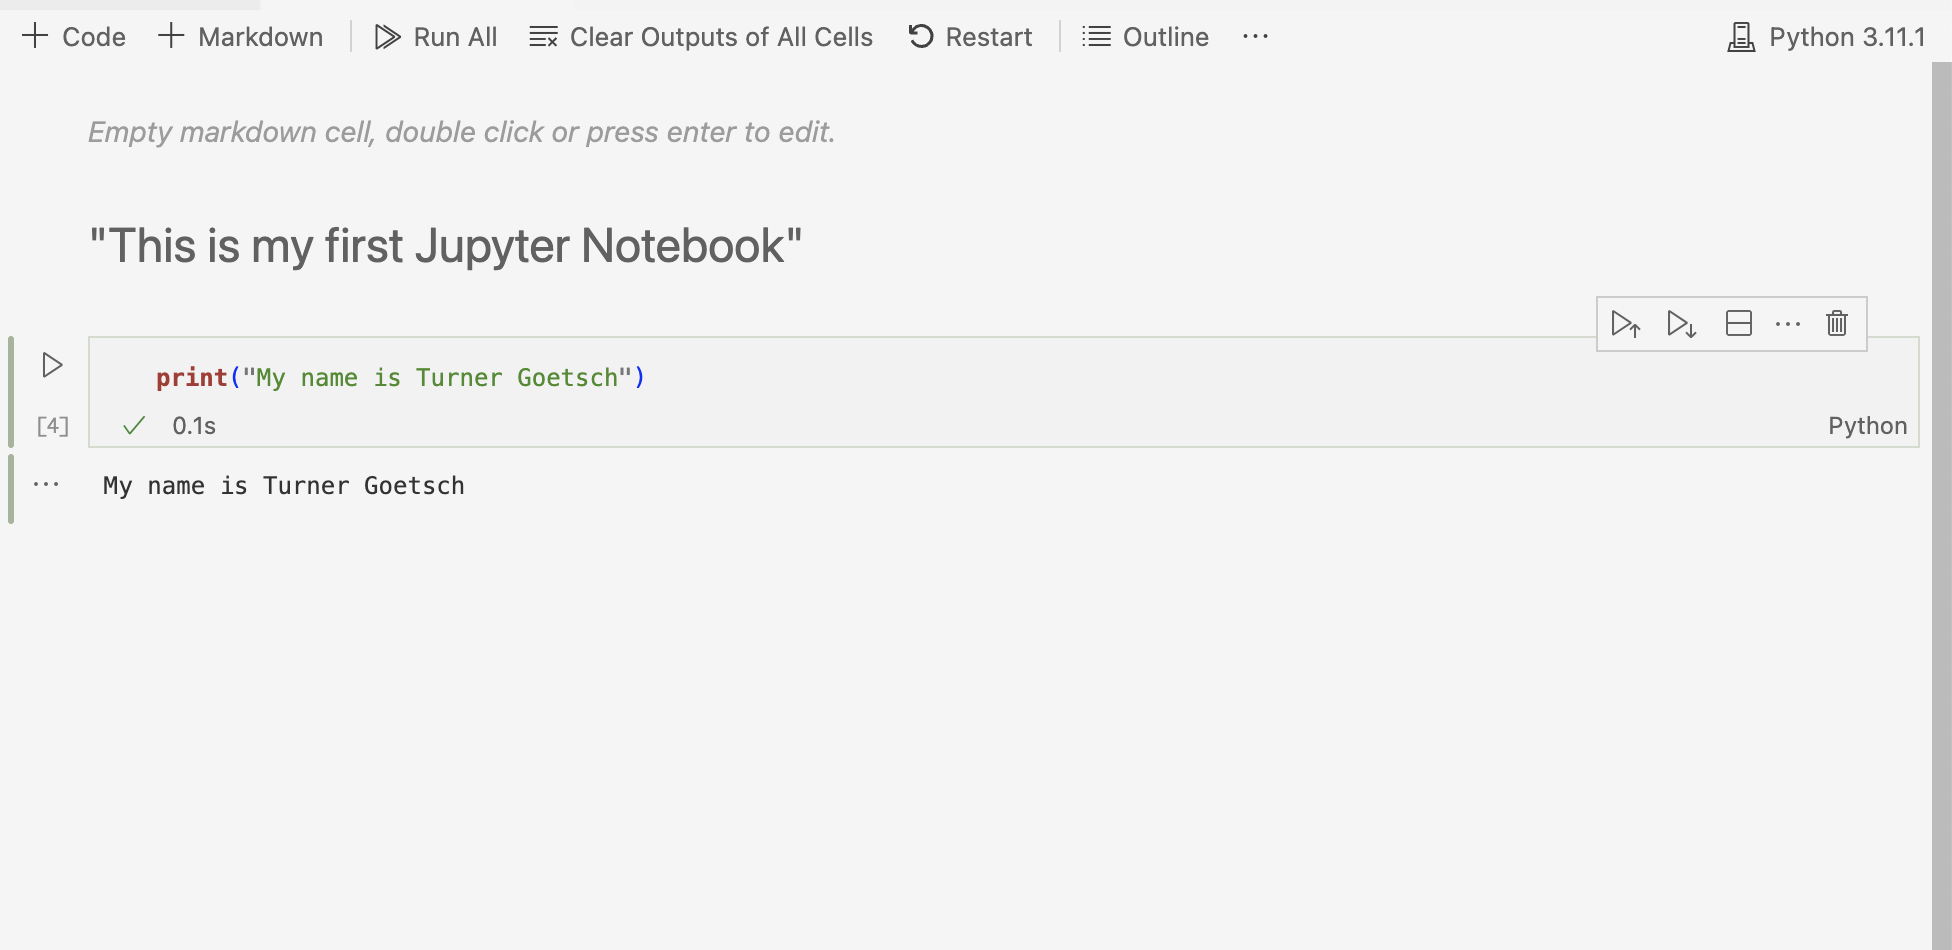 Code Markdown Run All Clear Outputs of All Cells Restart Outline ... Python 3.11.1
Empty markdown cell, double click or press enter to edit.
"This is my first Jupyter Notebook"
print("My name is Turner Goetsch")
[4] 0.1s Python
... My name is Turner Goetsch